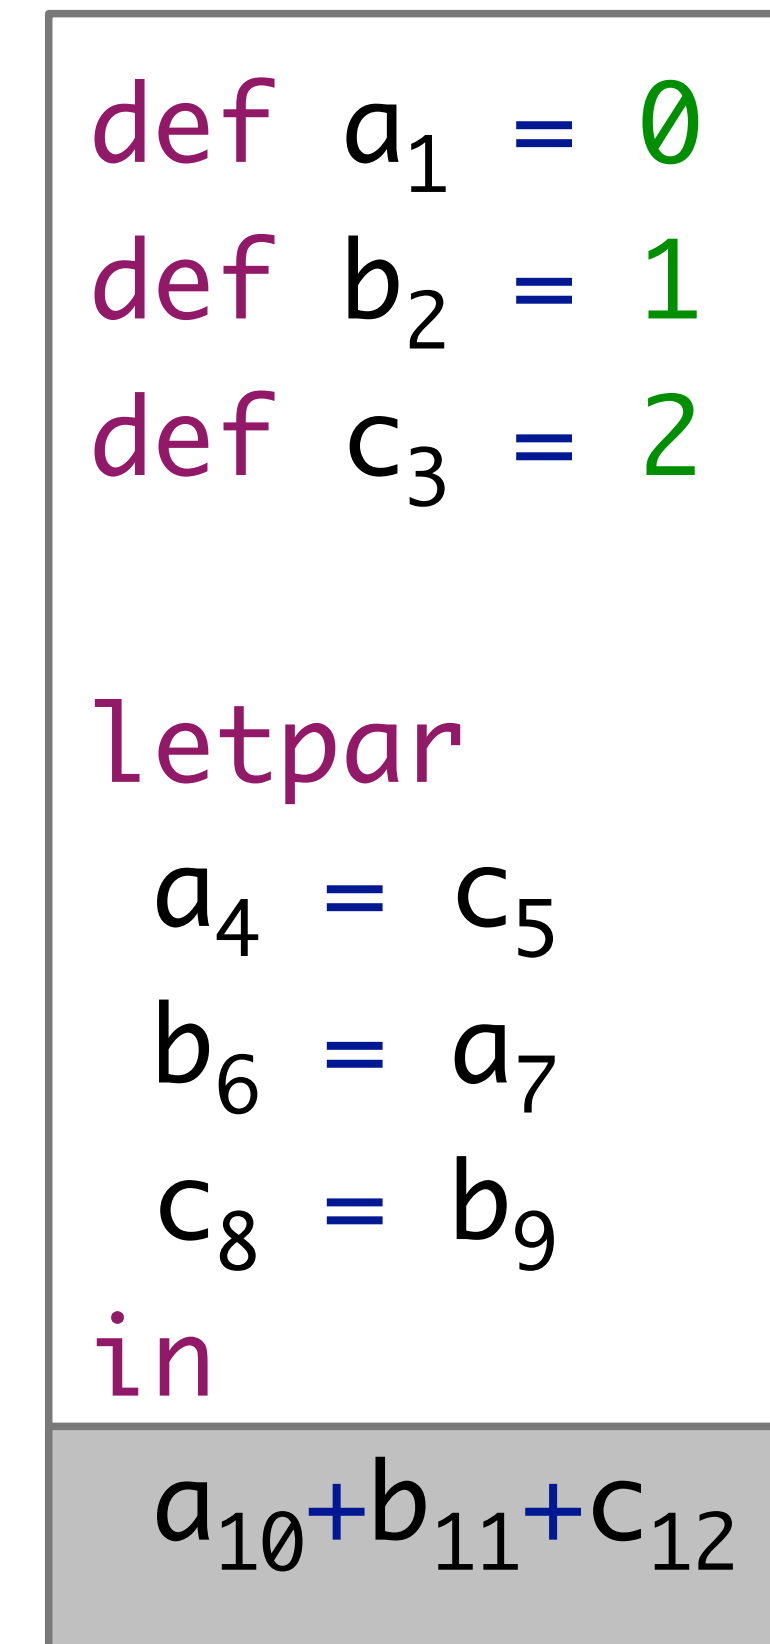 def a₁ = 0
def b₂ = 1
def c₃ = 2
letpar
a₄ = c₅
b₆ = a₇
c₈ = b₉
in
a₁₀+b₁₁+c₁₂